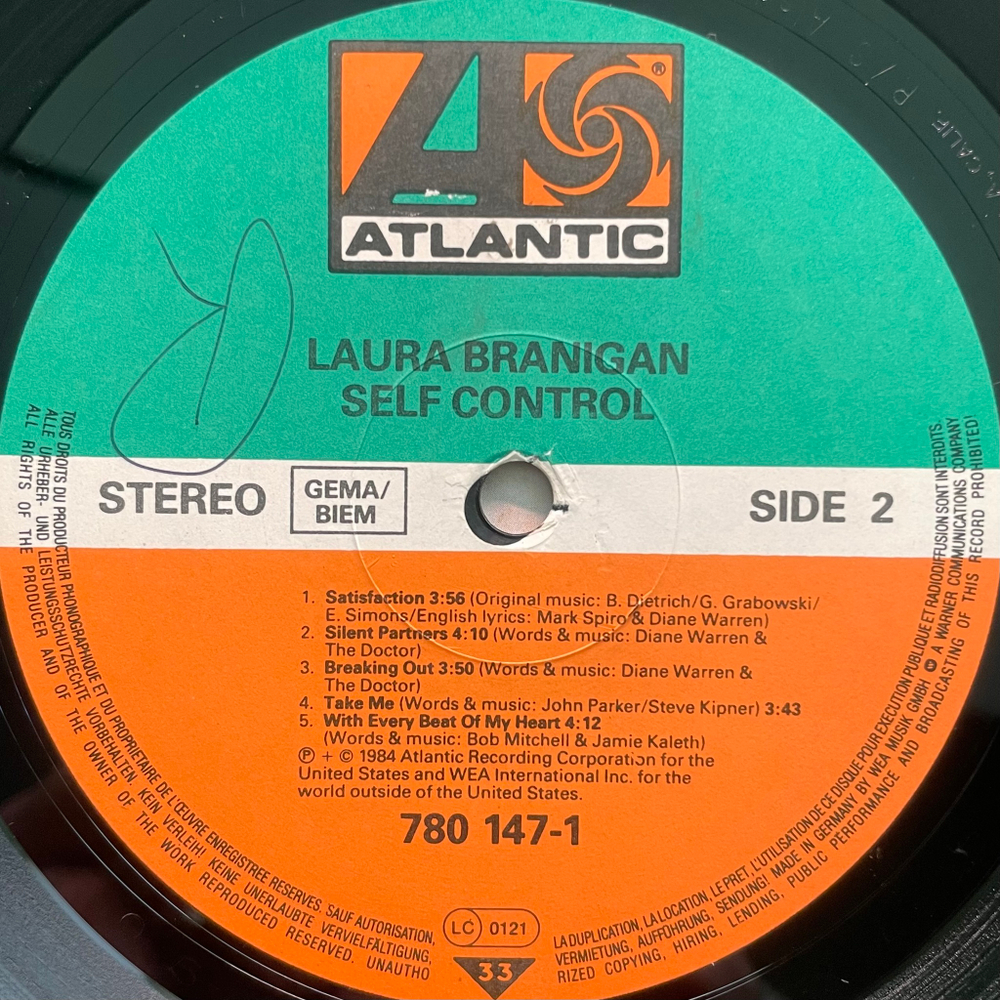 A CALIF. P/C
®
ATLANTIC
LAURA BRANIGAN
SELF CONTROL
STEREO
GEMA/
BIEM
SIDE 2
1. Satisfaction 3:56 (Original music: B. Dietrich/G. Grabowski/
E. Simons/English lyrics: Mark Spiro & Diane Warren)
2. Silent Partners 4:10 (Words & music: Diane Warren &
The Doctor)
3. Breaking Out 3:50 (Words & music: Diane Warren &
The Doctor)
4. Take Me (Words & music: John Parker/Steve Kipner) 3:43
5. With Every Beat Of My Heart 4:12
(Words & music: Bob Mitchell & Jamie Kaleth)
℗ + © 1984 Atlantic Recording Corporation for the
United States and WEA International Inc. for the
world outside of the United States.
780 147-1
LC 0121
33
TOUS DROITS DU PRODUCTEUR PHONOGRAPHIQUE ET DU PROPRIETAIRE DE L'ŒUVRE ENREGISTREE RESERVES. SAUF AUTORISATION,
ALLE URHEBER- UND LEISTUNGSSCHUTZRECHTE VORBEHALTEN. KEIN VERLEIH! KEINE UNERLAUBTE VERVIELFÄLTIGUNG,
ALL RIGHTS OF THE PRODUCER AND OF THE OWNER OF THE WORK REPRODUCED RESERVED. UNAUTHO
LA DUPLICATION, LA LOCATION, LE PRET, L'UTILISATION DE CE DISQUE POUR EXECUTION PUBLIQUE ET RADIODIFFUSION SONT INTERDITS.
VERMIETUNG, AUFFÜHRUNG, SENDUNG! MADE IN GERMANY BY WEA MUSIK GMBH A WARNER COMMUNICATIONS COMPANY
RIZED COPYING, HIRING, LENDING, PUBLIC PERFORMANCE AND BROADCASTING OF THIS RECORD PROHIBITED!